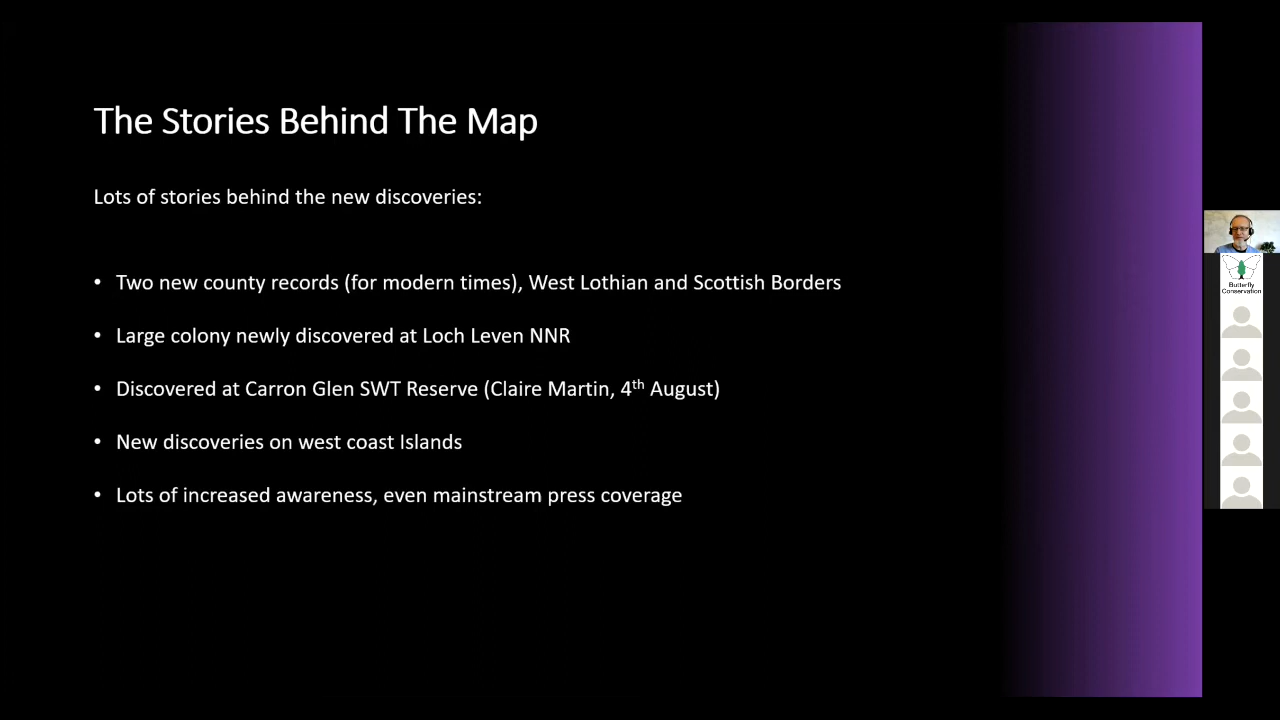 The Stories Behind The Map
Lots of stories behind the new discoveries:
• Two new county records (for modern times), West Lothian and Scottish Borders
• Large colony newly discovered at Loch Leven NNR
• Discovered at Carron Glen SWT Reserve (Claire Martin, 4th August)
• New discoveries on west coast Islands
• Lots of increased awareness, even mainstream press coverage
Butterfly
Conservation